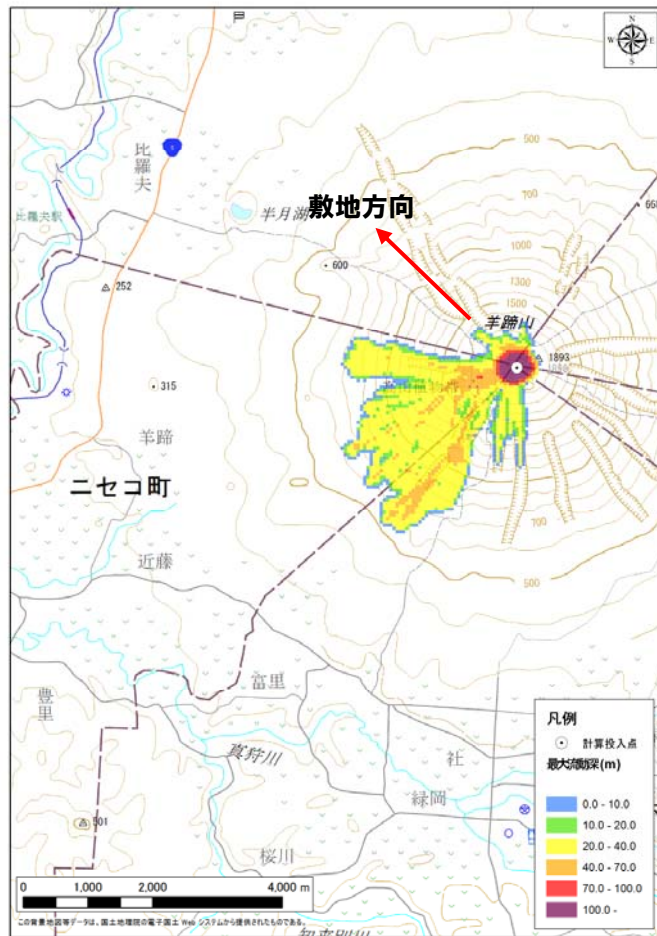 N
W
E
S
比羅夫
5
比羅夫駅
半月湖
敷地方向
500
700
1000
1300
1500
600
羊蹄山
1893
252
315
羊蹄
ニセコ町
近藤
700
500
富里
豊里
真狩川
社
緑岡
501
桜川
凡例
計算投入点
最大流動深(m)
0.0 - 10.0
10.0 - 20.0
20.0 - 40.0
40.0 - 70.0
70.0 - 100.0
100.0 -
0 1,000 2,000 4,000 m
この背景地図等データは、国土地理院の電子国土 Web システムから提供されたものである。